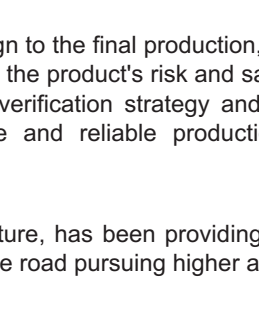 gn to the final production,
the product's risk and sa
verification strategy and
e and reliable producti
ture, has been providing
e road pursuing higher a